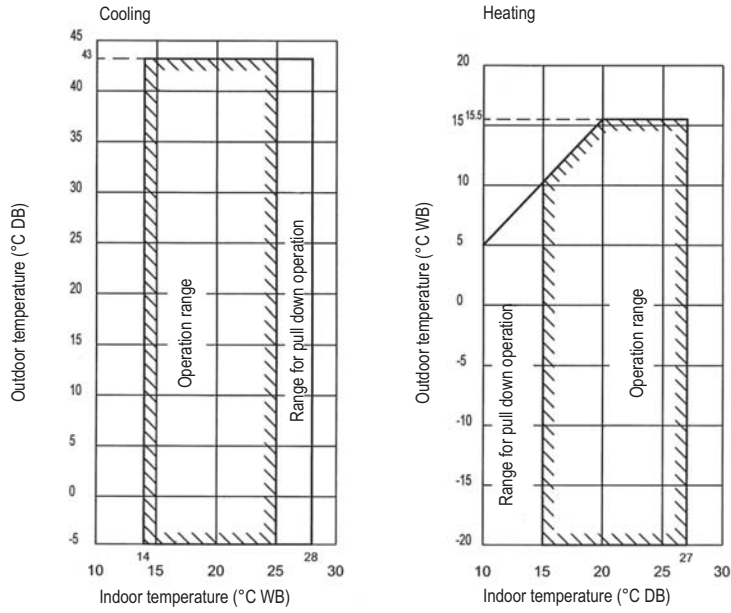 Cooling
45
43
40
35
30
25
20
15
10
5
0
-5
Outdoor temperature (°C DB)
Operation range
Range for pull down operation
14
28
10 15 20 25 30
Indoor temperature (°C WB)
Heating
20
15 15.5
10
5
0
-5
-10
-15
-20
Outdoor temperature (°C WB)
Range for pull down operation
Operation range
27
10 15 20 25 30
Indoor temperature (°C DB)